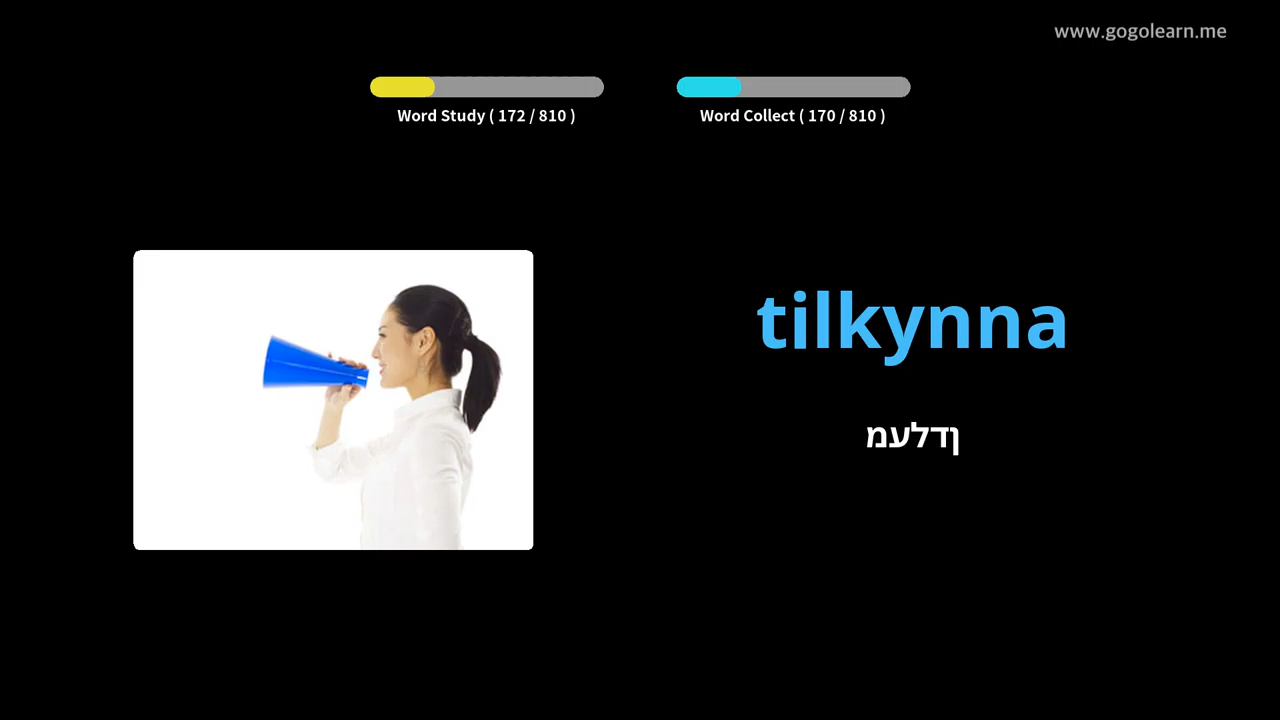 www.gogolearn.me
Word Study ( 172 / 810 )
Word Collect ( 170 / 810 )
tilkynna
ןדלעמ